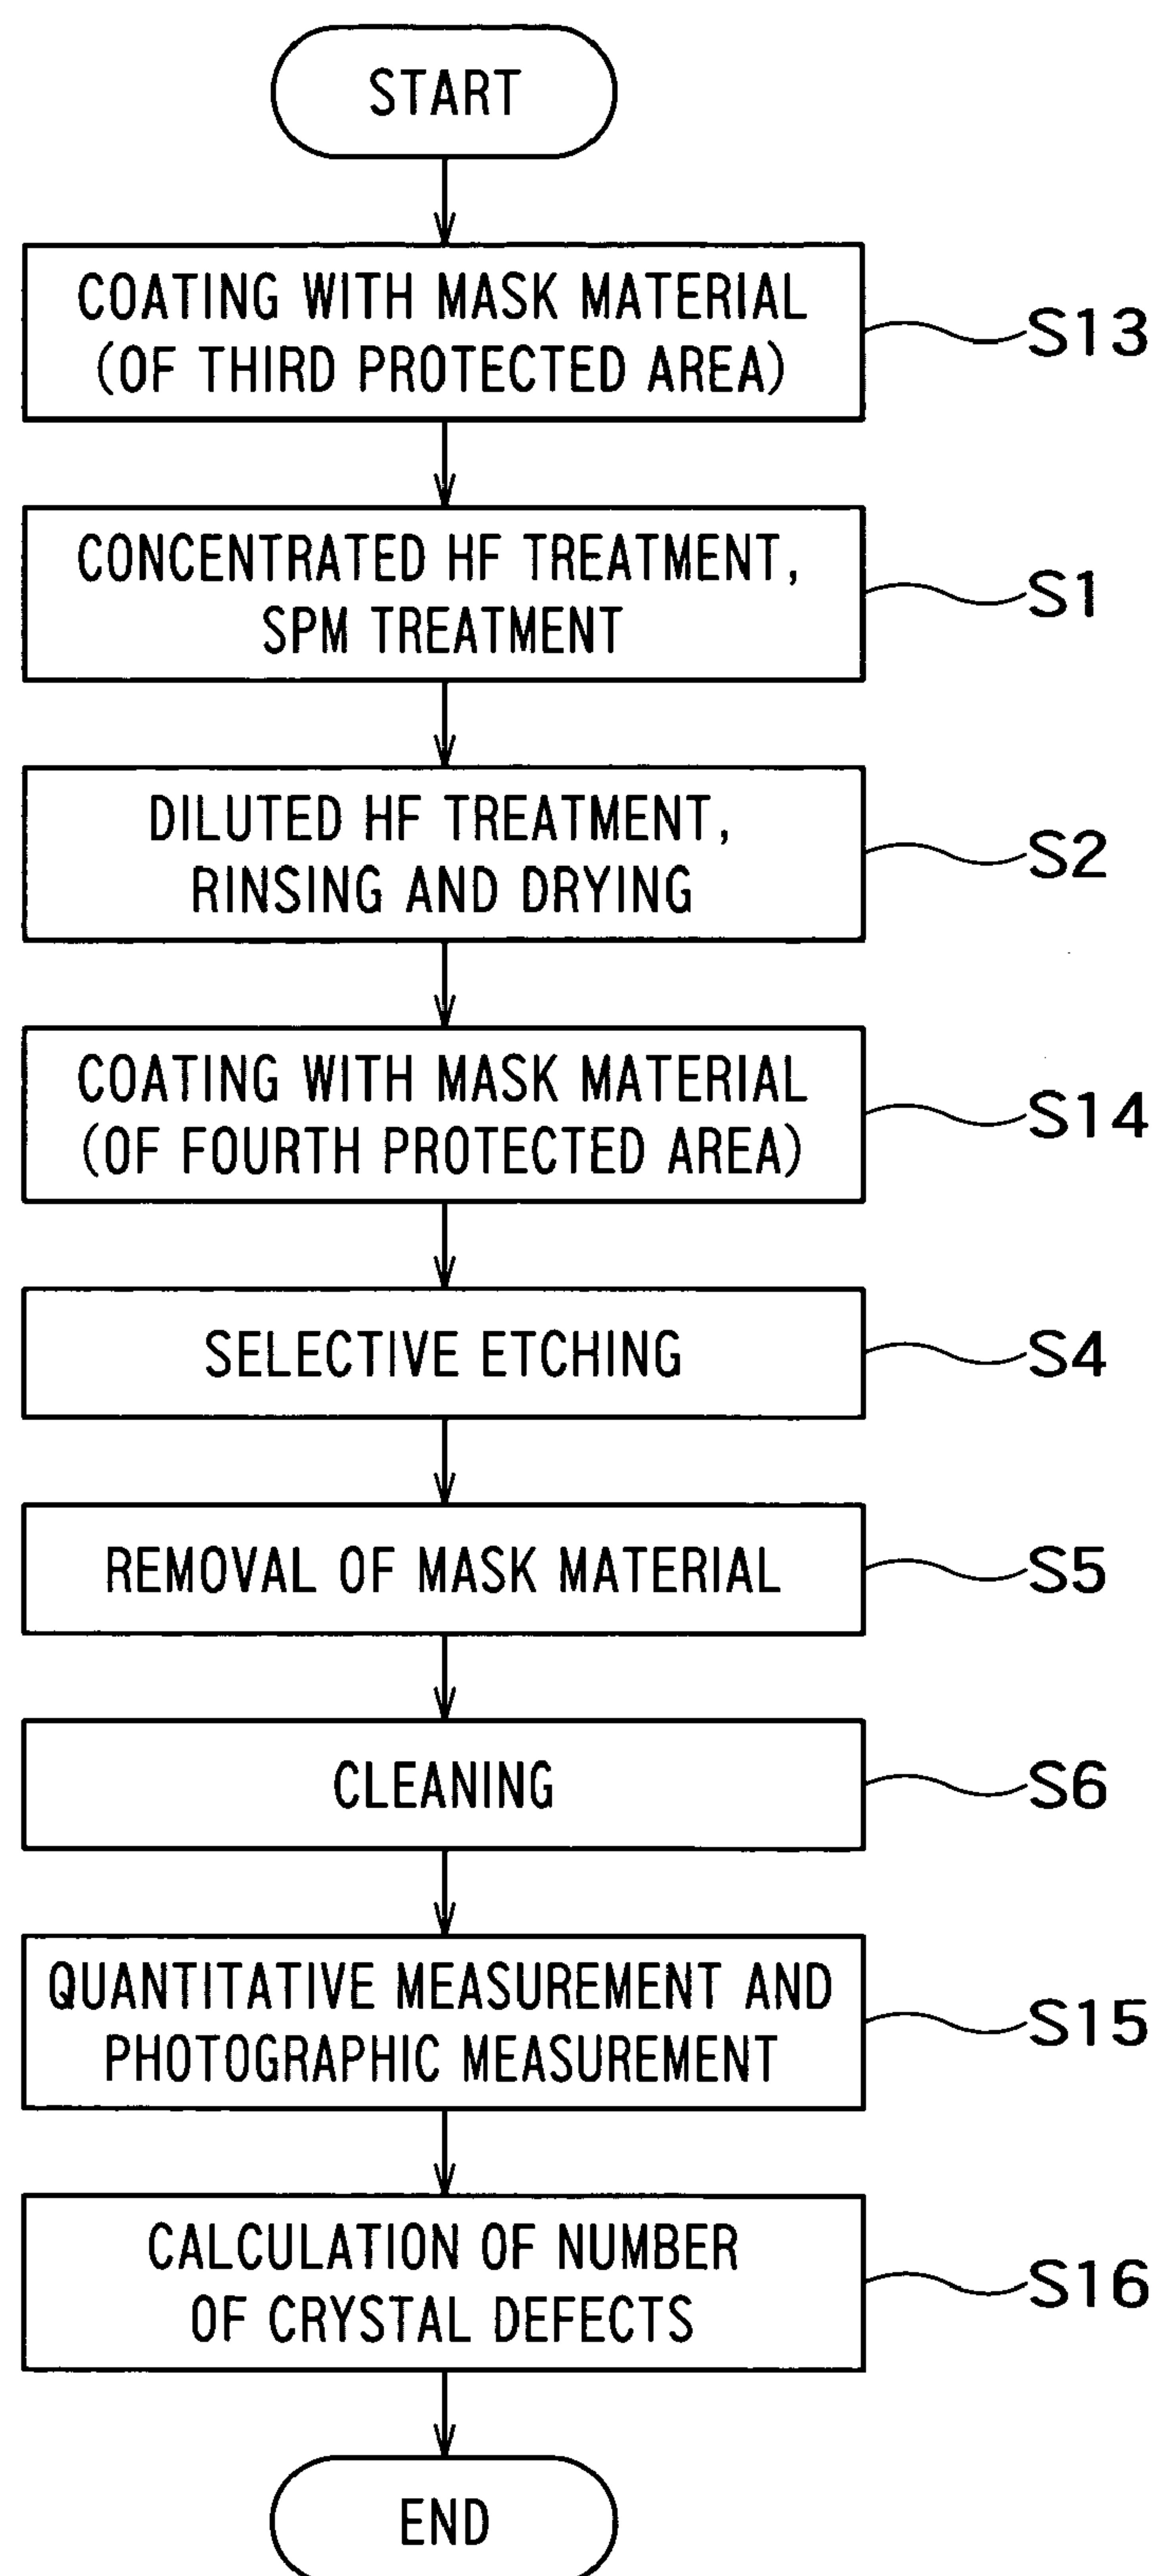 START
COATING WITH MASK MATERIAL
(OF THIRD PROTECTED AREA)
S13
CONCENTRATED HF TREATMENT,
SPM TREATMENT
S1
DILUTED HF TREATMENT,
RINSING AND DRYING
S2
COATING WITH MASK MATERIAL
(OF FOURTH PROTECTED AREA)
S14
SELECTIVE ETCHING
S4
REMOVAL OF MASK MATERIAL
S5
CLEANING
S6
QUANTITATIVE MEASUREMENT AND
PHOTOGRAPHIC MEASUREMENT
S15
CALCULATION OF NUMBER
OF CRYSTAL DEFECTS
S16
END